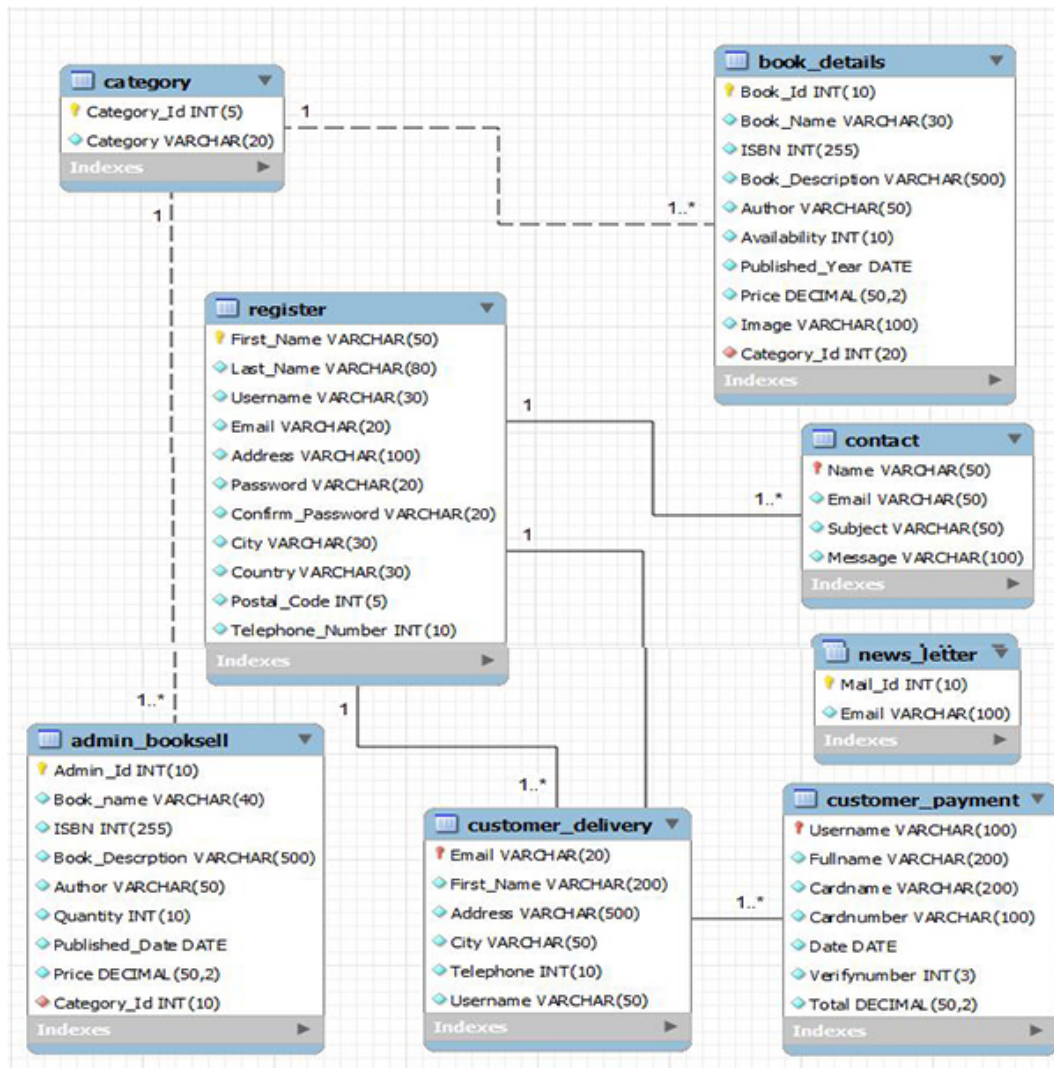 category
Category_Id INT(5)
Category VARCHAR(20)
Indexes
1
1
book_details
Book_Id INT(10)
Book_Name VARCHAR(30)
ISBN INT(255)
Book_Description VARCHAR(500)
Author VARCHAR(50)
Availability INT(10)
Published_Year DATE
Price DECIMAL(50,2)
Image VARCHAR(100)
Category_Id INT(20)
Indexes
1..*
register
First_Name VARCHAR(50)
Last_Name VARCHAR(80)
Username VARCHAR(30)
Email VARCHAR(20)
Address VARCHAR(100)
Password VARCHAR(20)
Confirm_Password VARCHAR(20)
City VARCHAR(30)
Country VARCHAR(30)
Postal_Code INT(5)
Telephone_Number INT(10)
Indexes
1
1
1
contact
Name VARCHAR(50)
Email VARCHAR(50)
Subject VARCHAR(50)
Message VARCHAR(100)
Indexes
1..*
news_letter
Mail_Id INT(10)
Email VARCHAR(100)
Indexes
1..*
admin_booksell
Admin_Id INT(10)
Book_name VARCHAR(40)
ISBN INT(255)
Book_Descrption VARCHAR(500)
Author VARCHAR(50)
Quantity INT(10)
Published_Date DATE
Price DECIMAL(50,2)
Category_Id INT(10)
Indexes
1..*
customer_delivery
Email VARCHAR(20)
First_Name VARCHAR(200)
Address VARCHAR(500)
City VARCHAR(50)
Telephone INT(10)
Username VARCHAR(50)
Indexes
1..*
customer_payment
Username VARCHAR(100)
Fullname VARCHAR(200)
Cardname VARCHAR(200)
Cardnumber VARCHAR(100)
Date DATE
Verifynumber INT(3)
Total DECIMAL(50,2)
Indexes